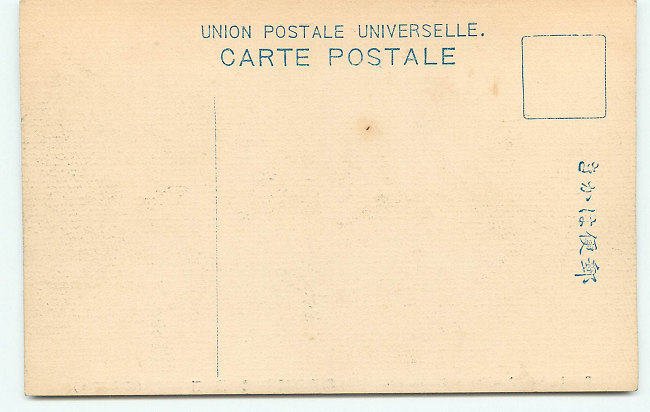 UNION POSTALE UNIVERSELLE.
CARTE POSTALE
郵便はかき